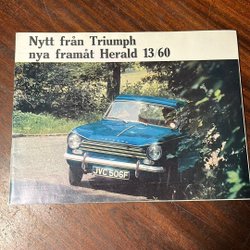 Nytt från Triumph
nya framåt Herald 13/60
JVC 506F